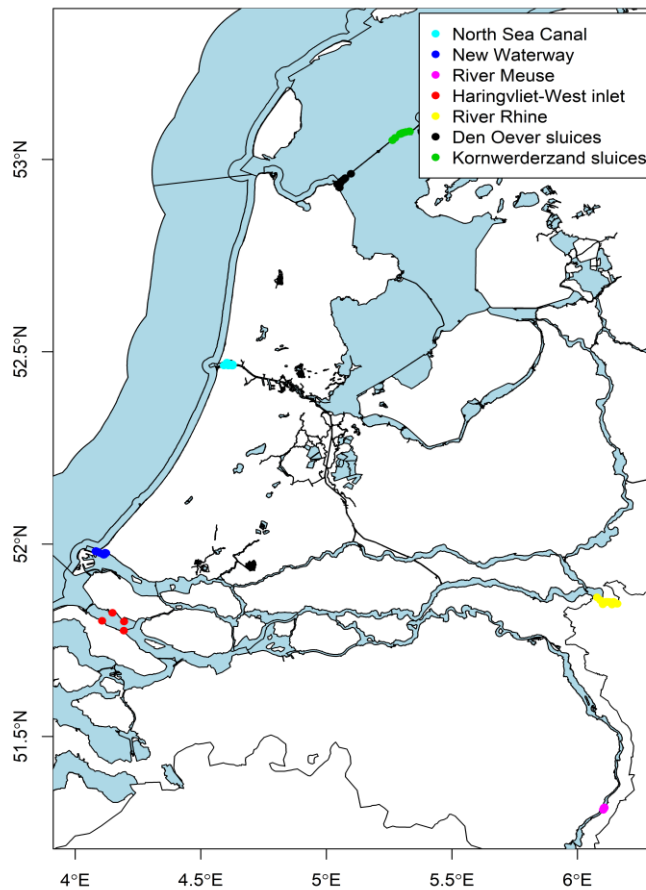 North Sea Canal
New Waterway
River Meuse
Haringvliet-West inlet
River Rhine
Den Oever sluices
Kornwerderzand sluices
53°N
52.5°N
52°N
51.5°N
4°E
4.5°E
5°E
5.5°E
6°E